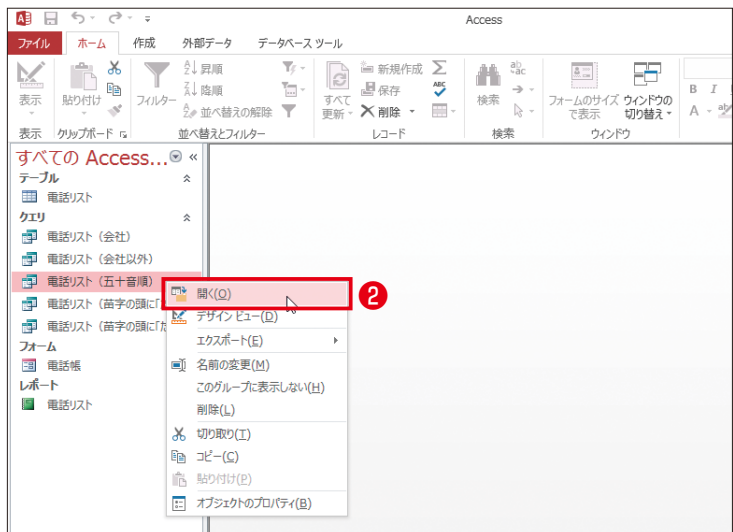 Access
ファイル ホーム 作成 外部データ データベース ツール
表示
貼り付け
フィルター
昇順
降順
並べ替えの解除
すべて
更新
新規作成
保存
削除
ABC
検索
ab
ac
フォームのサイズ
で表示
ウィンドウの
切り替え
B I
A ab
表示 クリップボード 並べ替えとフィルター レコード 検索 ウィンドウ
すべての Access... «
テーブル
電話リスト
クエリ
電話リスト（会社）
電話リスト（会社以外）
電話リスト（五十音順）
電話リスト（苗字の頭に「
電話リスト（苗字の頭に「た
フォーム
電話帳
レポート
電話リスト
開く(O)
2
デザイン ビュー(D)
エクスポート(E)
名前の変更(M)
このグループに表示しない(H)
削除(L)
切り取り(T)
コピー(C)
貼り付け(P)
オブジェクトのプロパティ(B)